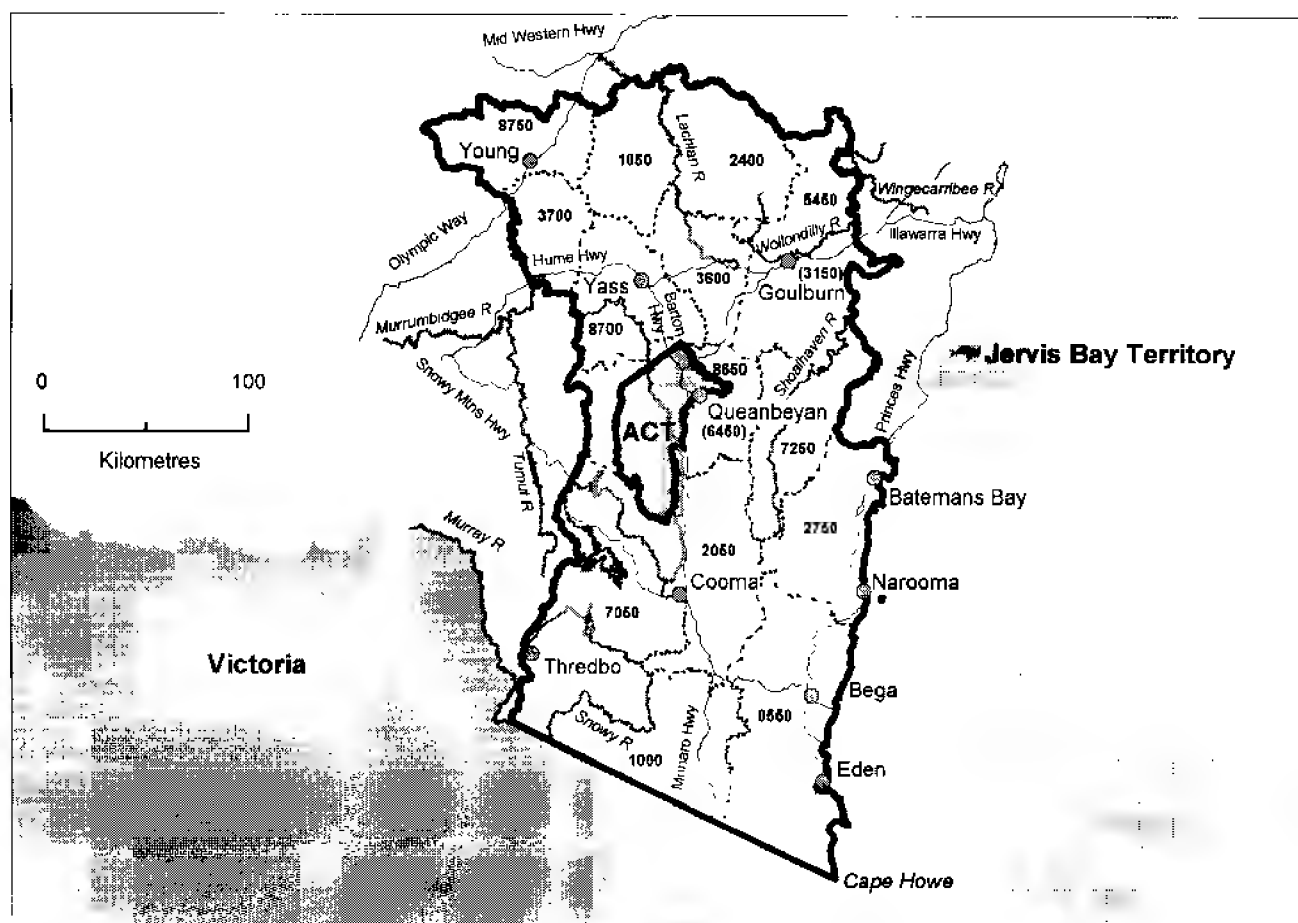 Mid Western Hwy
8750
Young
1050
Lachlan R
2400
5450
Wingecarribee R
3700
Olympic Way
Wollondilly R
Illawarra Hwy
Hume Hwy
Yass
3600
(3150)
Goulburn
Barton
Hwy
Murrumbidgee R
8700
Shoalhaven R
Jervis Bay Territory
0
100
Kilometres
Snowy Mtns Hwy
8650
Queanbeyan
(6450)
ACT
Princes Hwy
7250
Tumut R
Batemans Bay
Murray R
2750
2050
Cooma
Narooma
7050
Victoria
Thredbo
Bega
0550
Snowy R
Monaro Hwy
1000
Eden
Cape Howe